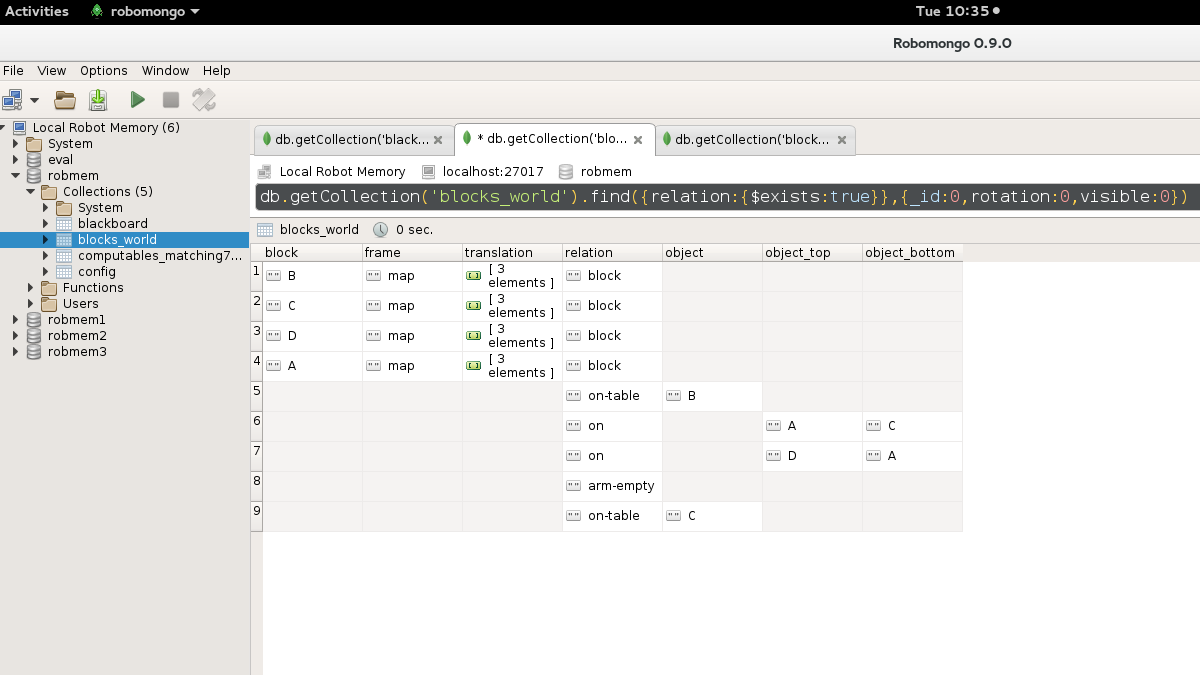 Activities robomongo Tue 10:35
Robomongo 0.9.0
File View Options Window Help
Local Robot Memory (6)
System
eval
robmem
Collections (5)
System
blackboard
blocks_world
computables_matching7...
config
Functions
Users
robmem1
robmem2
robmem3
db.getCollection('black... * db.getCollection('blo... db.getCollection('block...
Local Robot Memory localhost:27017 robmem
db.getCollection('blocks_world').find({relation:{$exists:true}},{_id:0,rotation:0,visible:0})
blocks_world 0 sec.
block frame translation relation object object_top object_bottom
1 B map [ 3 elements ] block
2 C map [ 3 elements ] block
3 D map [ 3 elements ] block
4 A map [ 3 elements ] block
5 on-table B
6 on A C
7 on D A
8 arm-empty
9 on-table C